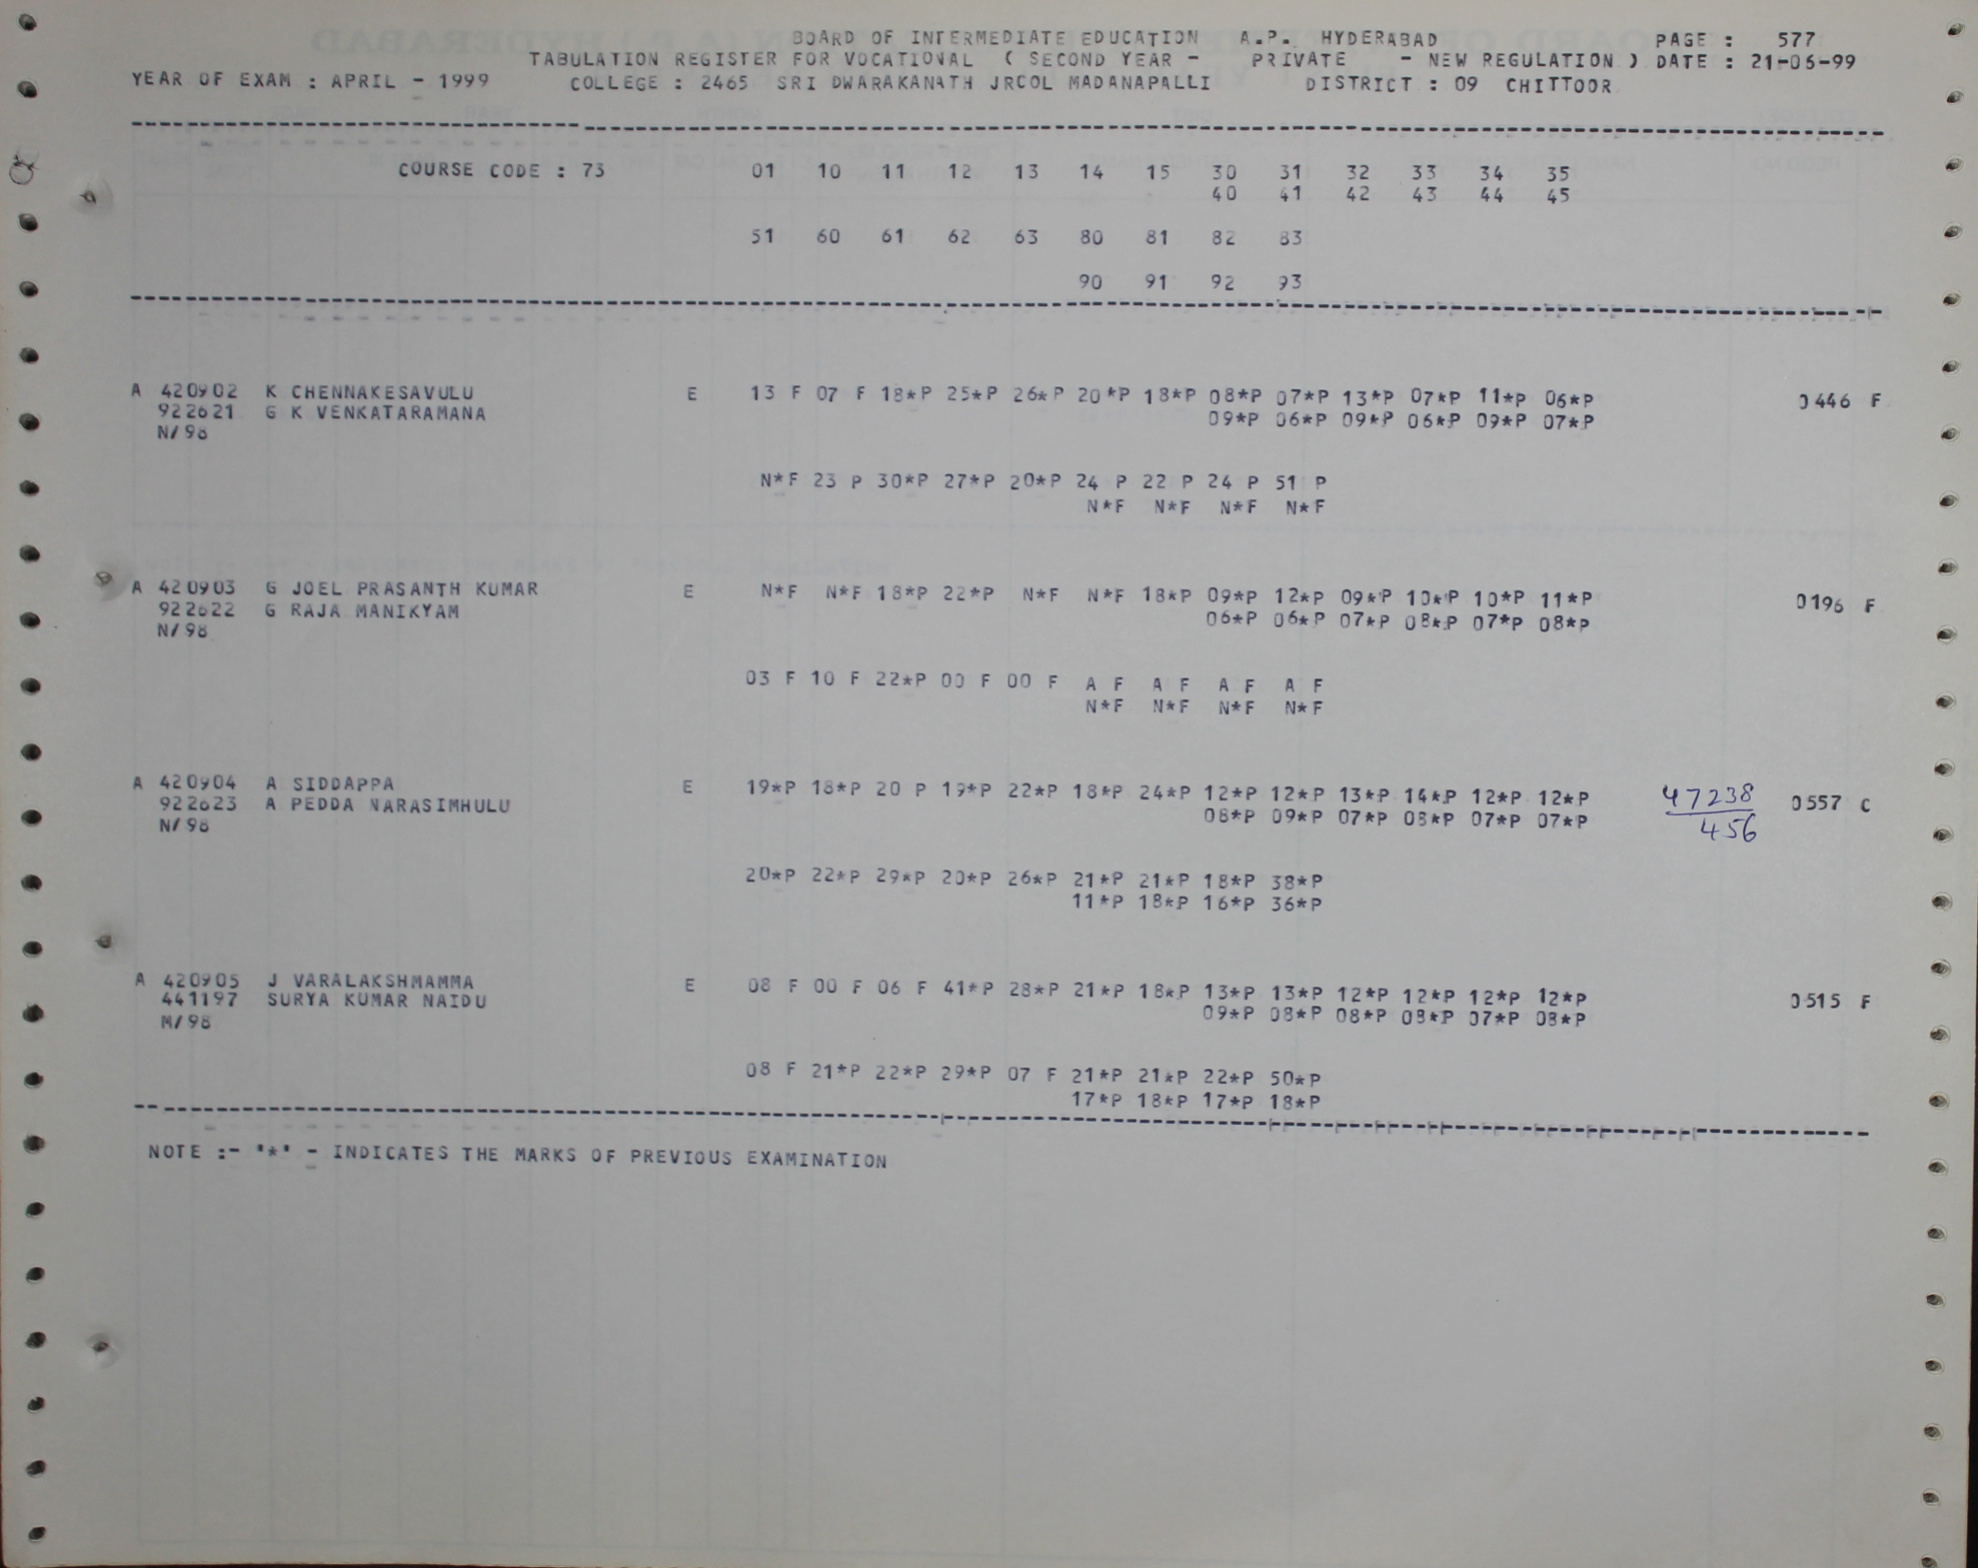 BOARD OF INTERMEDIATE EDUCATION A.P. HYDERABAD PAGE : 577
TABULATION REGISTER FOR VOCATIONAL ( SECOND YEAR - PRIVATE - NEW REGULATION ) DATE : 21-06-99
YEAR OF EXAM : APRIL - 1999 COLLEGE : 2465 SRI DWARAKANATH JRCOL MADANAPALLI DISTRICT : 09 CHITTOOR
COURSE CODE : 73 01 10 11 12 13 14 15 30 31 32 33 34 35
40 41 42 43 44 45
51 60 61 62 63 80 81 82 83
90 91 92 93
A 420902 K CHENNAKESAVULU E 13 F 07 F 18*P 25*P 26*P 20*P 18*P 08*P 07*P 13*P 07*P 11*P 06*P 0446 F
922621 G K VENKATARAMANA 09*P 06*P 09*P 06*P 09*P 07*P
N/98
N*F 23 P 30*P 27*P 20*P 24 P 22 P 24 P 51 P
N*F N*F N*F N*F
A 420903 G JOEL PRASANTH KUMAR E N*F N*F 18*P 22*P N*F N*F 18*P 09*P 12*P 09*P 10*P 10*P 11*P 0196 F
922622 G RAJA MANIKYAM 06*P 06*P 07*P 08*P 07*P 08*P
N/98
03 F 10 F 22*P 00 F 00 F A F A F A F A F
N*F N*F N*F N*F
A 420904 A SIDDAPPA E 19*P 18*P 20 P 19*P 22*P 18*P 24*P 12*P 12*P 13*P 14*P 12*P 12*P 47238 0557 C
922623 A PEDDA NARASIMHULU 08*P 09*P 07*P 08*P 07*P 07*P 456
N/98
20*P 22*P 29*P 20*P 26*P 21*P 21*P 18*P 38*P
11*P 18*P 16*P 36*P
A 420905 J VARALAKSHMAMMA E 08 F 00 F 06 F 41*P 28*P 21*P 18*P 13*P 13*P 12*P 12*P 12*P 12*P 0515 F
441197 SURYA KUMAR NAIDU 09*P 08*P 08*P 08*P 07*P 08*P
M/98
08 F 21*P 22*P 29*P 07 F 21*P 21*P 22*P 50*P
17*P 18*P 17*P 18*P
NOTE :- '*' - INDICATES THE MARKS OF PREVIOUS EXAMINATION